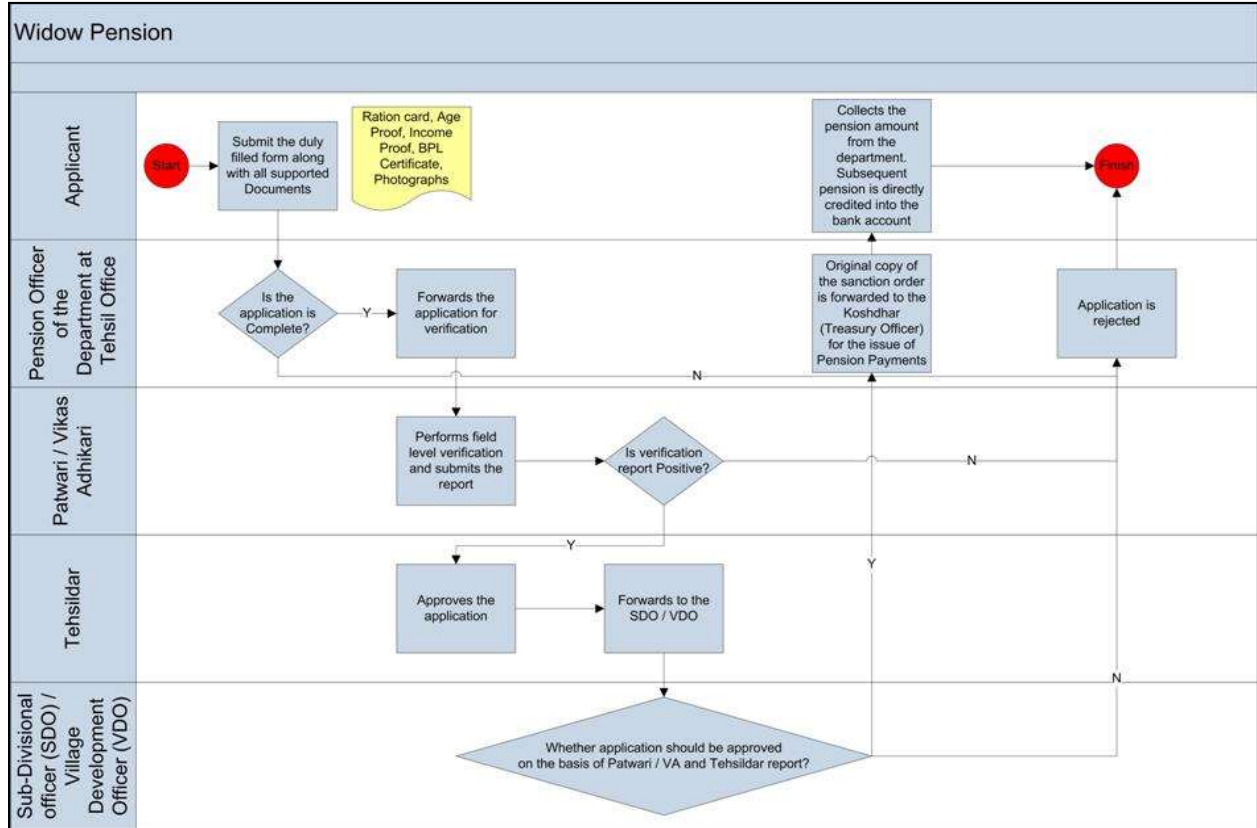 Widow Pension
Applicant
Start
Submit the duly
filled form along
with all supported
Documents
Ration card, Age
Proof, Income
Proof, BPL
Certificate,
Photographs
Collects the
pension amount
from the
department.
Subsequent
pension is directly
credited into the
bank account
Finish
Pension Officer
of the
Department at
Tehsil Office
Is the
application is
Complete?
Y
Forwards the
application for
verification
Original copy of
the sanction order
is forwarded to the
Koshdhar
(Treasury Officer)
for the issue of
Pension Payments
Application is
rejected
N
Patwari / Vikas
Adhikari
Performs field
level verification
and submits the
report
Is verification
report Positive?
N
Y
Y
Tehsildar
Approves the
application
Forwards to the
SDO / VDO
N
Sub-Divisional
officer (SDO) /
Village
Development
Officer (VDO)
Whether application should be approved
on the basis of Patwari / VA and Tehsildar report?